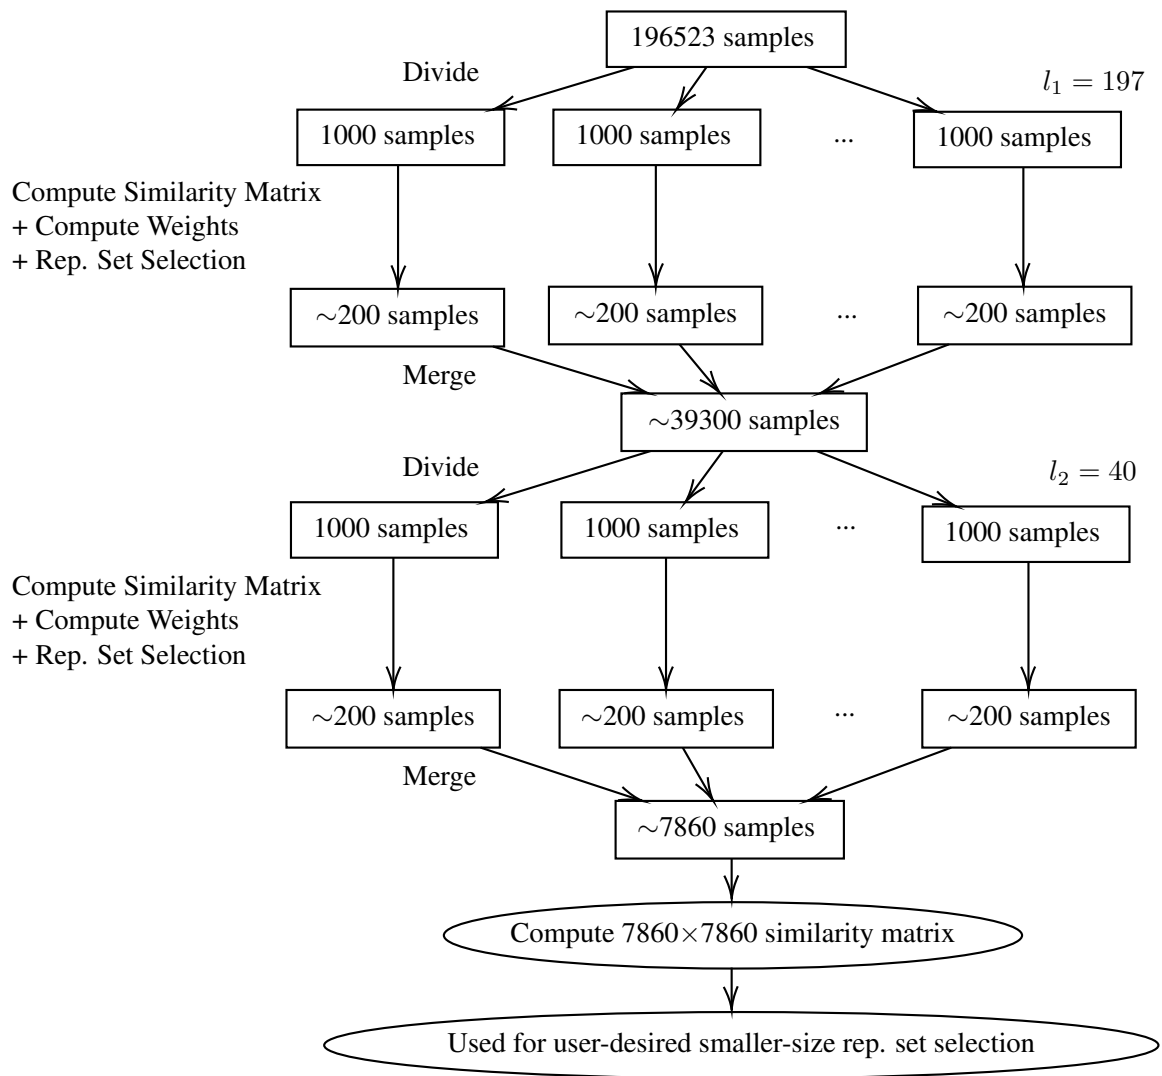 196523 samples
Divide
l₁ = 197
1000 samples
1000 samples
...
1000 samples
Compute Similarity Matrix
+ Compute Weights
+ Rep. Set Selection
∼200 samples
∼200 samples
...
∼200 samples
Merge
∼39300 samples
Divide
l₂ = 40
1000 samples
1000 samples
...
1000 samples
Compute Similarity Matrix
+ Compute Weights
+ Rep. Set Selection
∼200 samples
∼200 samples
...
∼200 samples
Merge
∼7860 samples
Compute 7860×7860 similarity matrix
Used for user-desired smaller-size rep. set selection